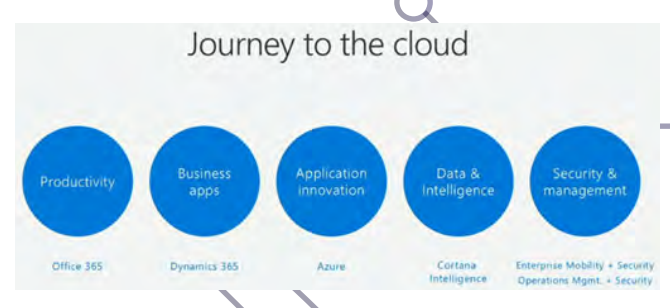 Journey to the cloud
Productivity
Business
apps
Application
innovation
Data &
Intelligence
Security &
management
Office 365
Dynamics 365
Azure
Cortana
Intelligence
Enterprise Mobility + Security
Operations Mgmt. + Security